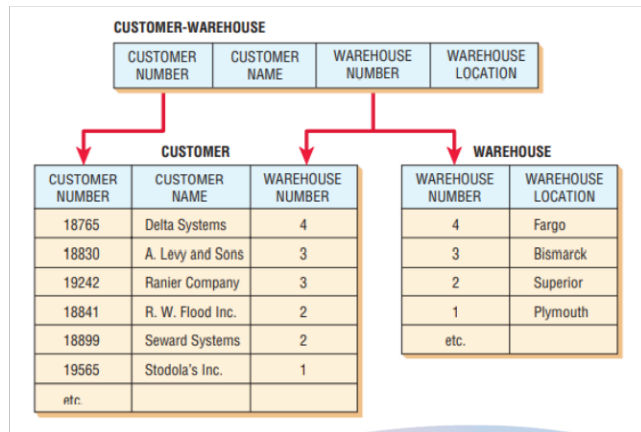 CUSTOMER-WAREHOUSE
CUSTOMER NUMBER CUSTOMER NAME WAREHOUSE NUMBER WAREHOUSE LOCATION
CUSTOMER
CUSTOMER NUMBER CUSTOMER NAME WAREHOUSE NUMBER
18765 Delta Systems 4
18830 A. Levy and Sons 3
19242 Ranier Company 3
18841 R. W. Flood Inc. 2
18899 Seward Systems 2
19565 Stodola's Inc. 1
etc.
WAREHOUSE
WAREHOUSE NUMBER WAREHOUSE LOCATION
4 Fargo
3 Bismarck
2 Superior
1 Plymouth
etc.